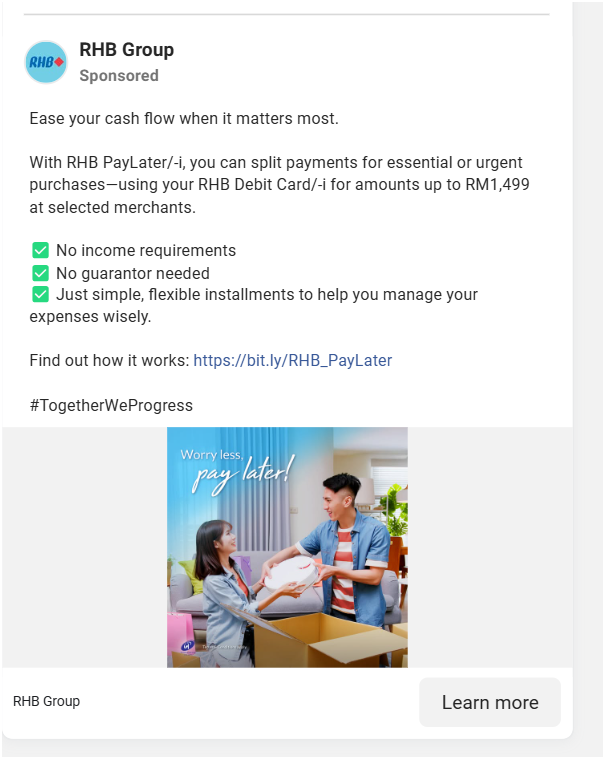 RHB
RHB Group
Sponsored
Ease your cash flow when it matters most.
With RHB PayLater/-i, you can split payments for essential or urgent
purchases—using your RHB Debit Card/-i for amounts up to RM1,499
at selected merchants.
✅ No income requirements
✅ No guarantor needed
✅ Just simple, flexible installments to help you manage your
expenses wisely.
Find out how it works: https://bit.ly/RHB_PayLater
#TogetherWeProgress
Worry less,
pay later!
RHB Group
Learn more